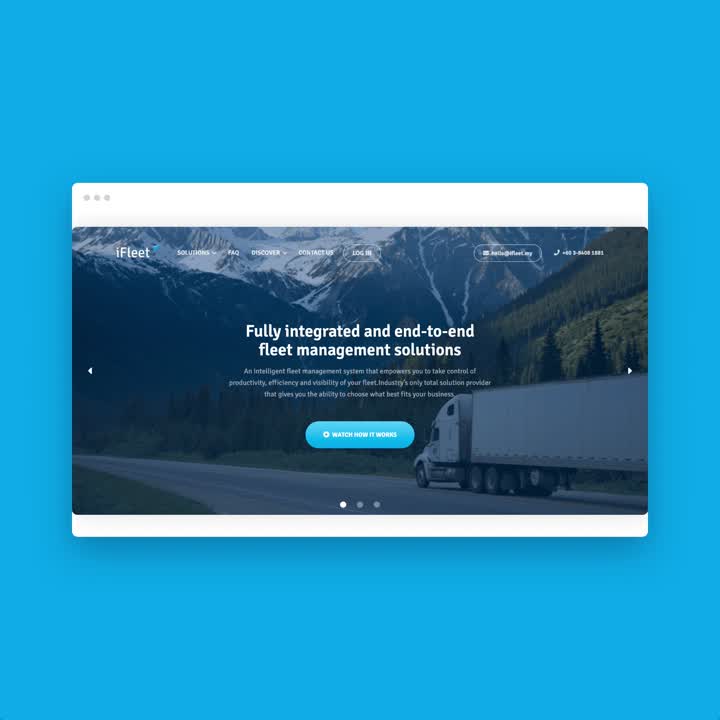 iFleet
SOLUTIONS FAQ DISCOVER CONTACT US LOG IN hello@ifleet.my +60 3-8408 1881
Fully integrated and end-to-end
fleet management solutions
An intelligent fleet management system that empowers you to take control of
productivity, efficiency and visibility of your fleet.Industry's only total solution provider
that gives you the ability to choose what best fits your business.
WATCH HOW IT WORKS